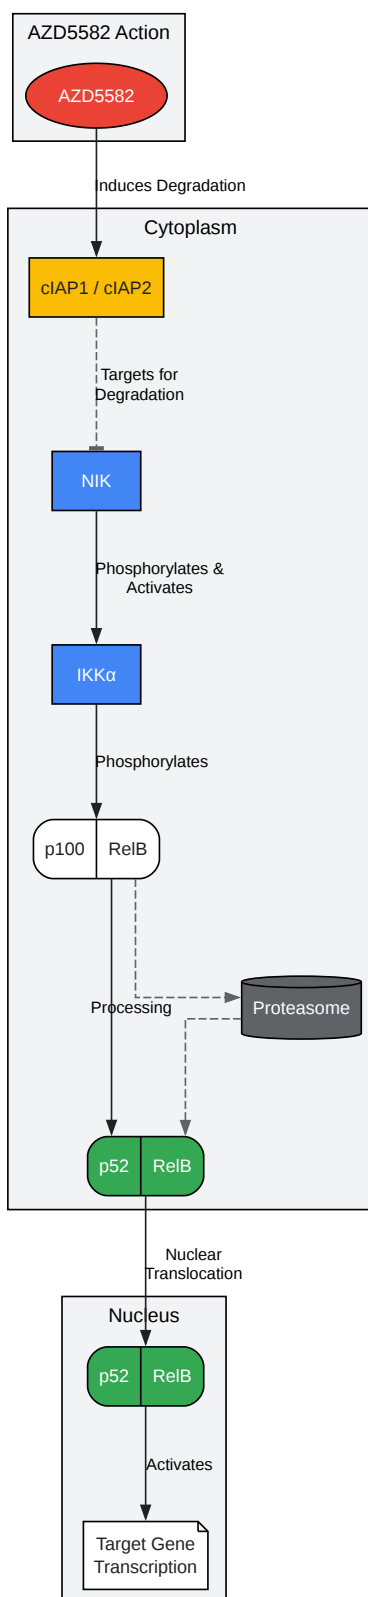 AZD5582 Action
AZD5582
Induces Degradation
Cytoplasm
cIAP1 / cIAP2
Targets for
Degradation
NIK
Phosphorylates &
Activates
IKKα
Phosphorylates
p100 RelB
Processing
Proteasome
p52 RelB
Nuclear
Translocation
Nucleus
p52 RelB
Activates
Target Gene
Transcription